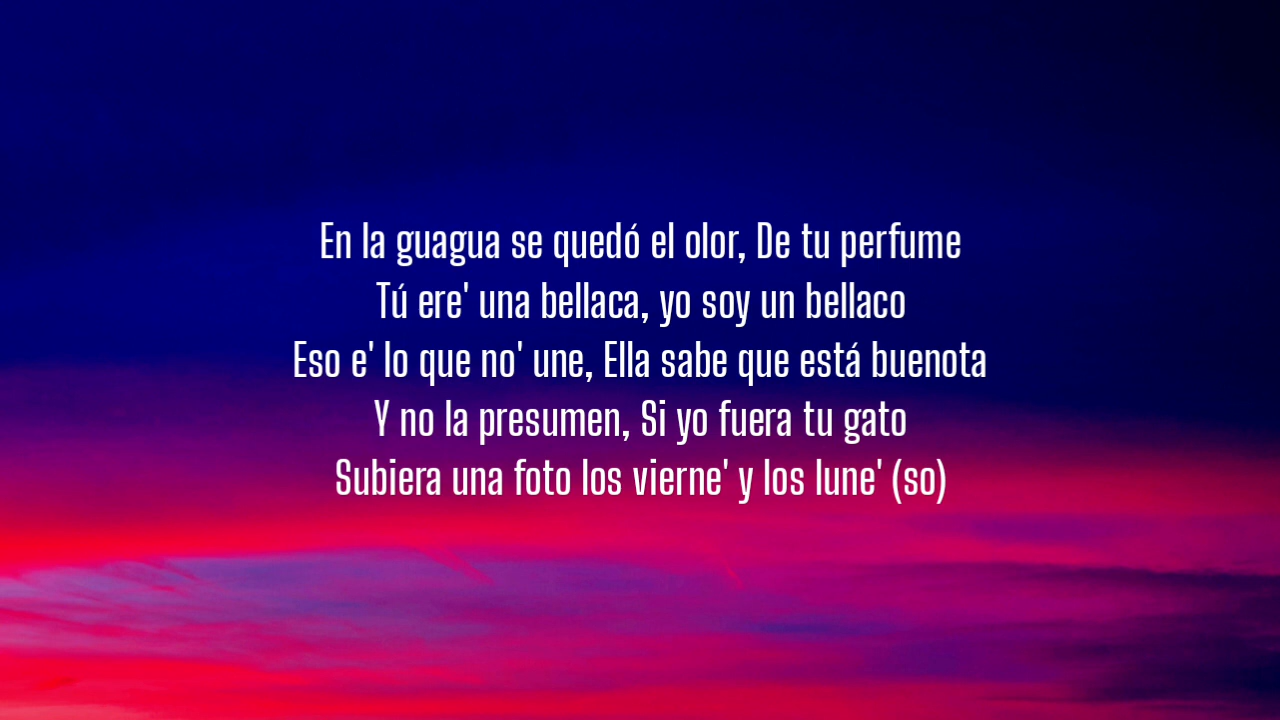 En la guagua se quedó el olor, De tu perfume
Tú ere' una bellaca, yo soy un bellaco
Eso e' lo que no' une, Ella sabe que está buenota
Y no la presumen, Si yo fuera tu gato
Subiera una foto los vierne' y los lune' (so)